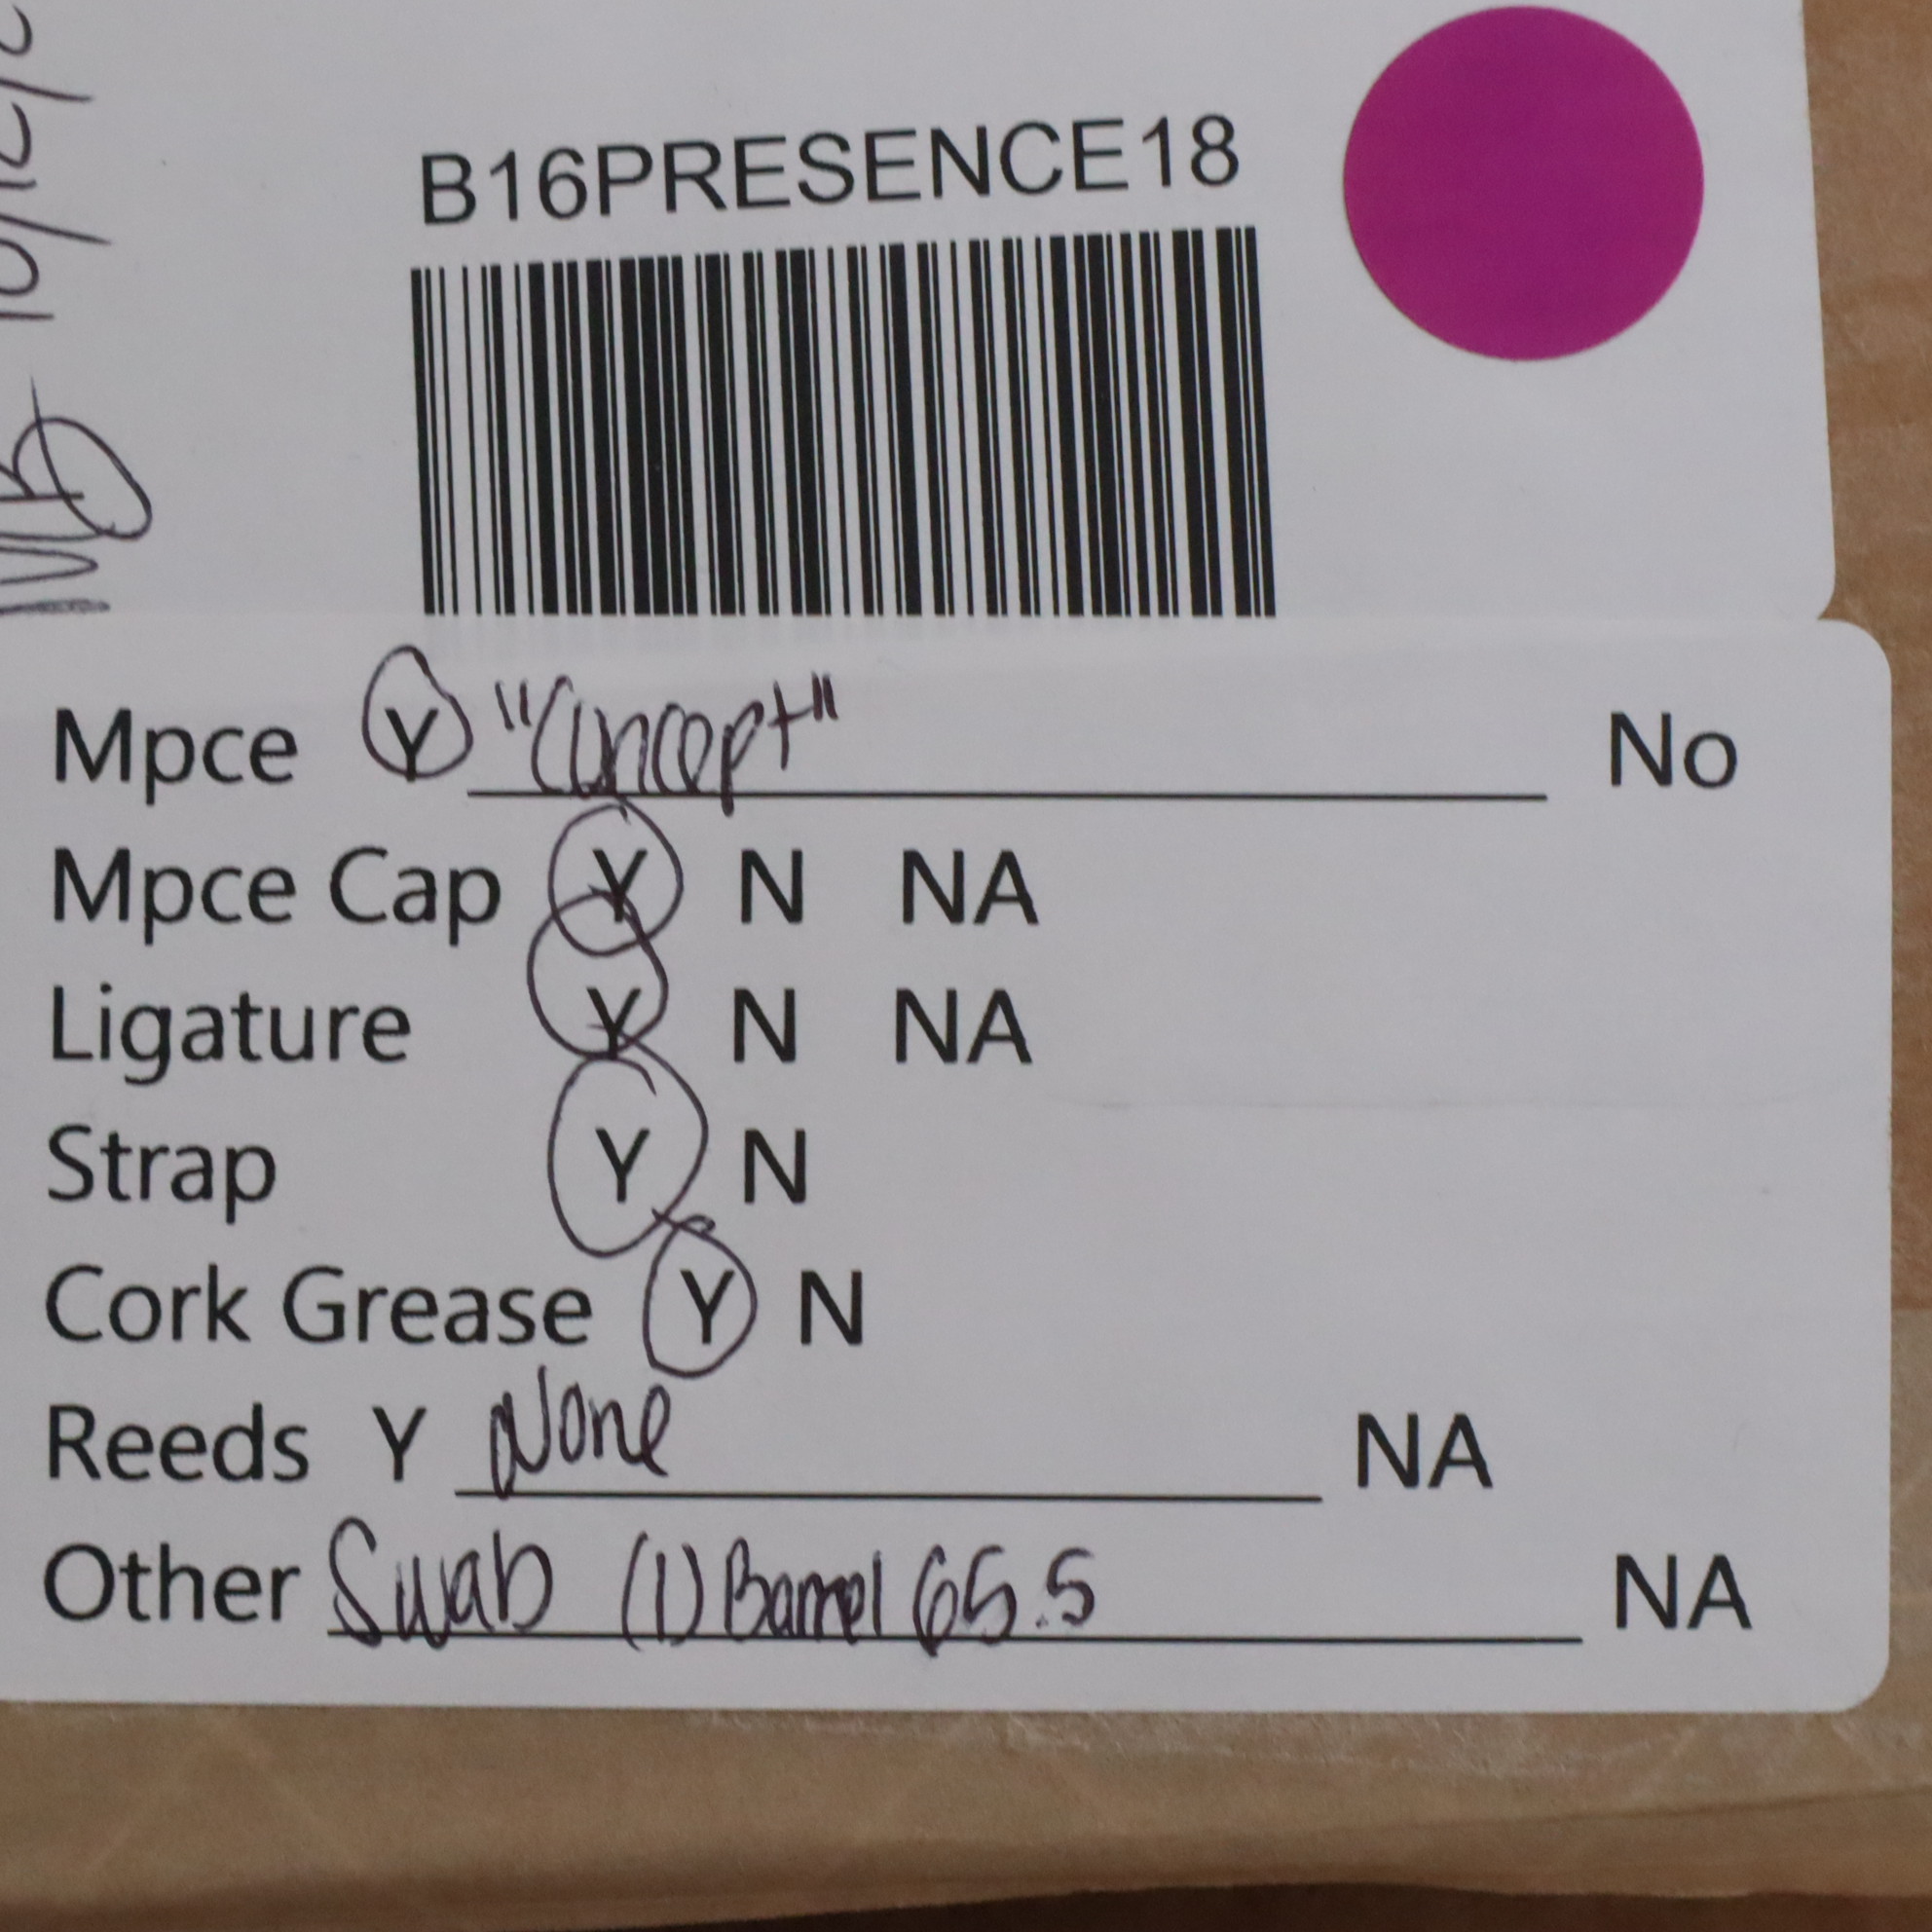 B16PRESENCE18
Mpce Y "Concept" No
Mpce Cap Y N NA
Ligature Y N NA
Strap Y N
Cork Grease Y N
Reeds Y None NA
Other Swab (1) Barrel 65.5 NA